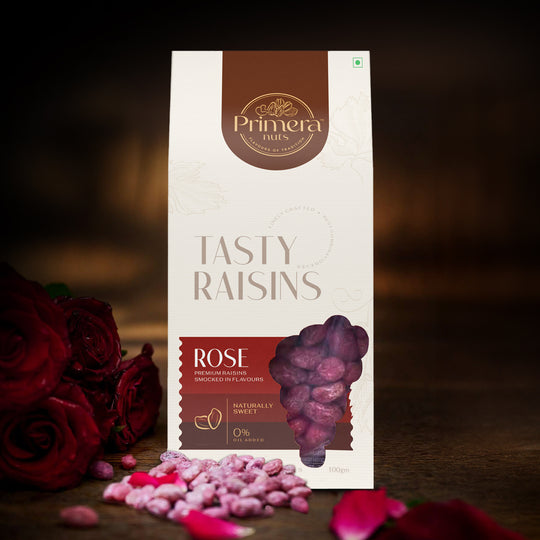 Primera
nuts
FLAVOURS OF TRADITION
TASTY
RAISINS
ROSE
PREMIUM RAISINS
SMOCKED IN FLAVOURS
NATURALLY
SWEET
0%
OIL ADDED
100gm